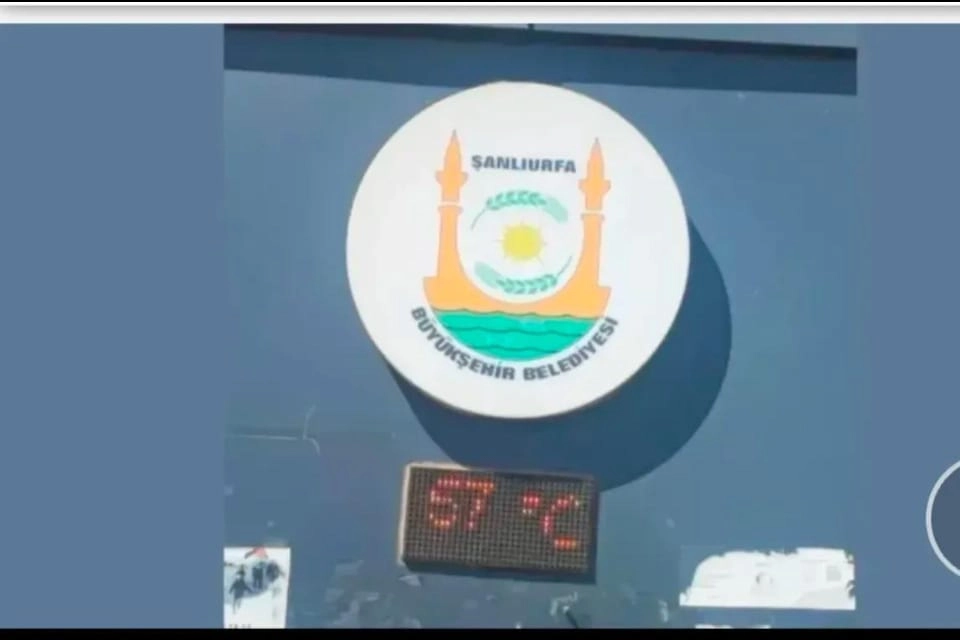 ŞANLIURFA
BÜYÜKŞEHİR BELEDİYESİ
57 °C